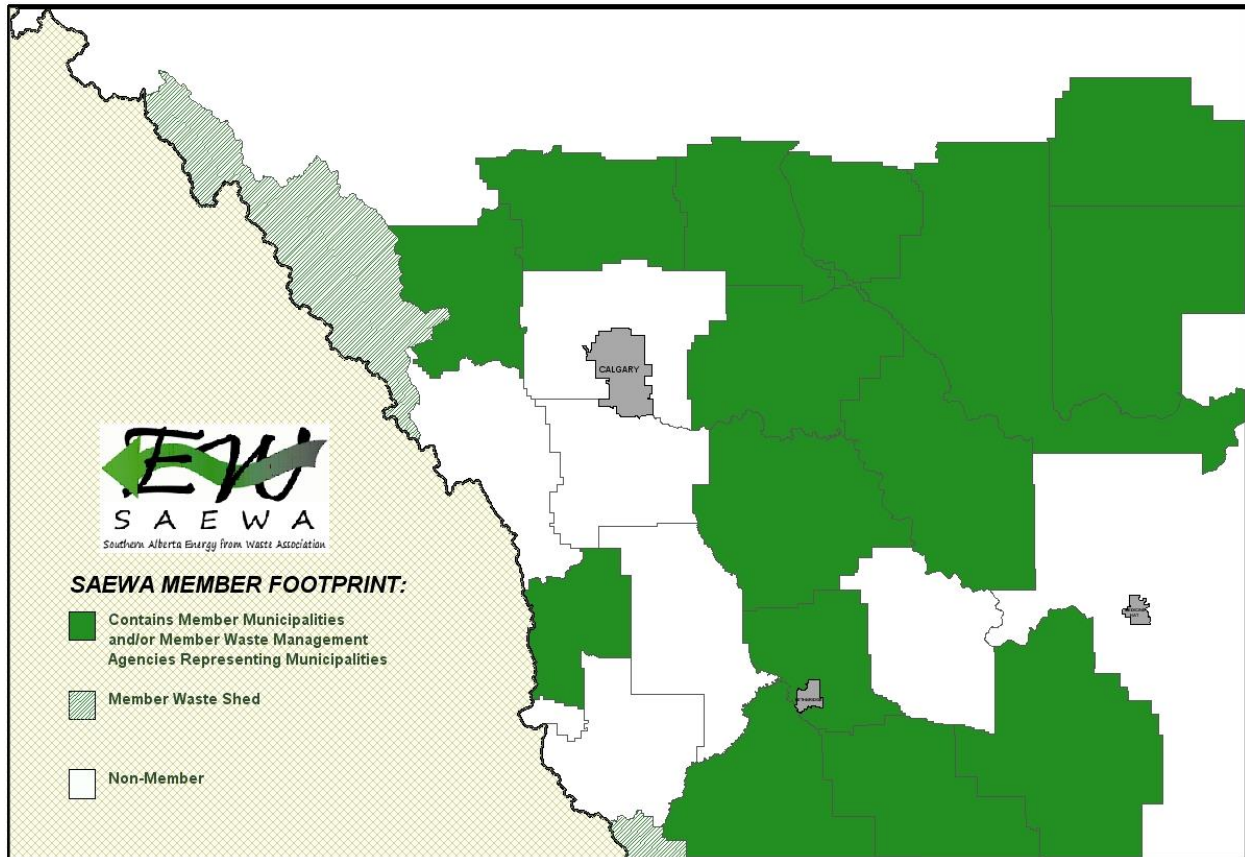 CALGARY
EW
SAEWA
Southern Alberta Energy from Waste Association
SAEWA MEMBER FOOTPRINT:
Contains Member Municipalities
and/or Member Waste Management
Agencies Representing Municipalities
Member Waste Shed
Non-Member